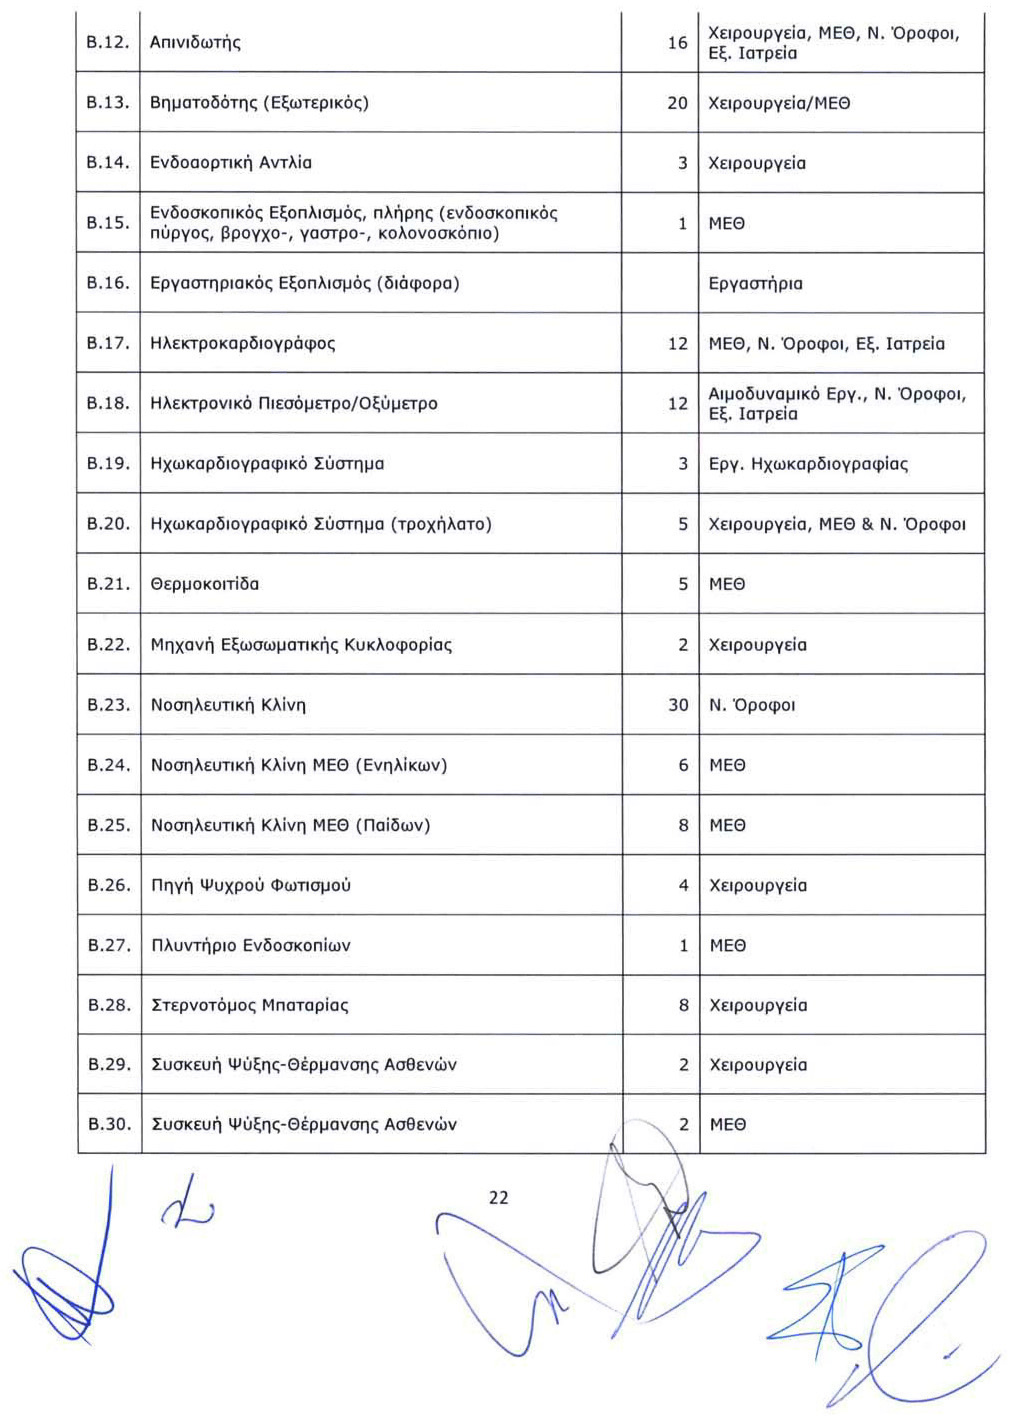 Β.12. Απινιδωτής 16 Χειρουργεία, ΜΕΘ, Ν. Όροφοι,
Εξ. Ιατρεία
Β.13. Βηματοδότης (Εξωτερικός) 20 Χειρουργεία/ΜΕΘ
Β.14. Ενδοαορτική Αντλία 3 Χειρουργεία
Β.15. Ενδοσκοπικός Εξοπλισμός, πλήρης (ενδοσκοπικός
πύργος, βρογχο-, γαστρο-, κολονοσκόπιο) 1 ΜΕΘ
Β.16. Εργαστηριακός Εξοπλισμός (διάφορα) Εργαστήρια
Β.17. Ηλεκτροκαρδιογράφος 12 ΜΕΘ, Ν. Όροφοι, Εξ. Ιατρεία
Β.18. Ηλεκτρονικό Πιεσόμετρο/Οξύμετρο 12 Αιμοδυναμικό Εργ., Ν. Όροφοι,
Εξ. Ιατρεία
Β.19. Ηχωκαρδιογραφικό Σύστημα 3 Εργ. Ηχωκαρδιογραφίας
Β.20. Ηχωκαρδιογραφικό Σύστημα (τροχήλατο) 5 Χειρουργεία, ΜΕΘ & Ν. Όροφοι
Β.21. Θερμοκοιτίδα 5 ΜΕΘ
Β.22. Μηχανή Εξωσωματικής Κυκλοφορίας 2 Χειρουργεία
Β.23. Νοσηλευτική Κλίνη 30 Ν. Όροφοι
Β.24. Νοσηλευτική Κλίνη ΜΕΘ (Ενηλίκων) 6 ΜΕΘ
Β.25. Νοσηλευτική Κλίνη ΜΕΘ (Παίδων) 8 ΜΕΘ
Β.26. Πηγή Ψυχρού Φωτισμού 4 Χειρουργεία
Β.27. Πλυντήριο Ενδοσκοπίων 1 ΜΕΘ
Β.28. Στερνοτόμος Μπαταρίας 8 Χειρουργεία
Β.29. Συσκευή Ψύξης-Θέρμανσης Ασθενών 2 Χειρουργεία
Β.30. Συσκευή Ψύξης-Θέρμανσης Ασθενών 2 ΜΕΘ
22